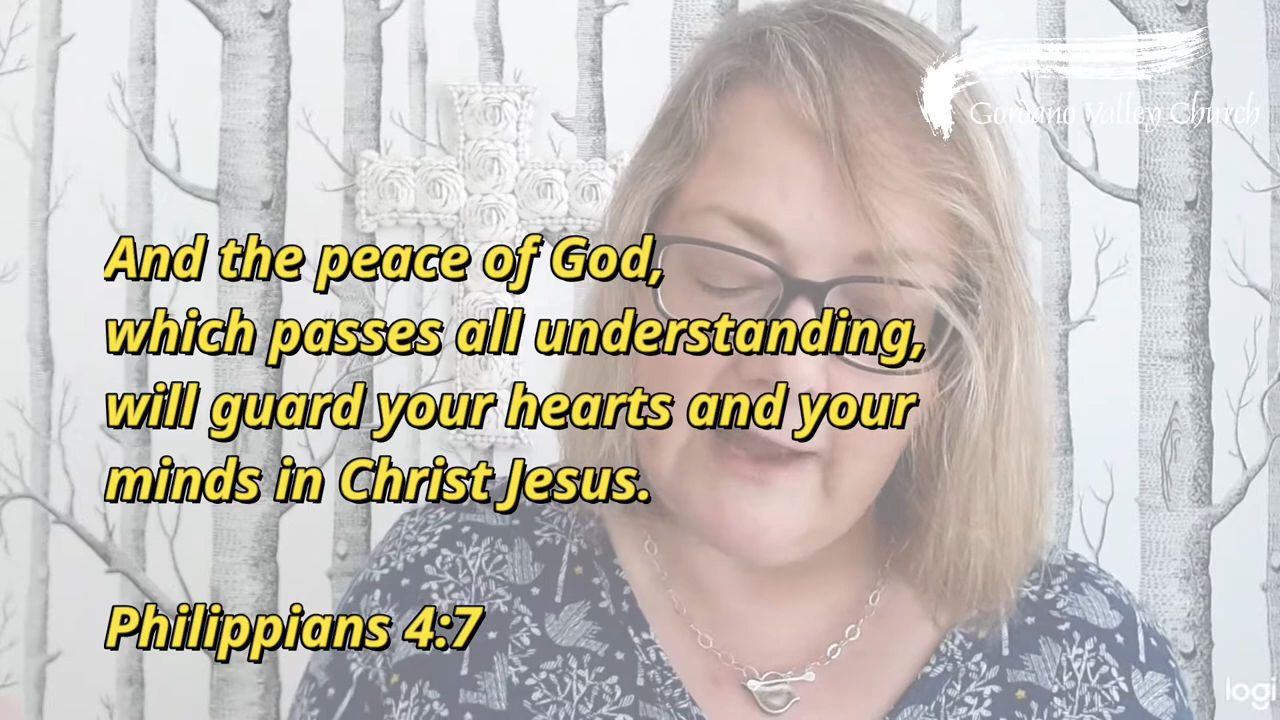 Gordano Valley Church
And the peace of God,
which passes all understanding,
will guard your hearts and your
minds in Christ Jesus.
Philippians 4:7
logi